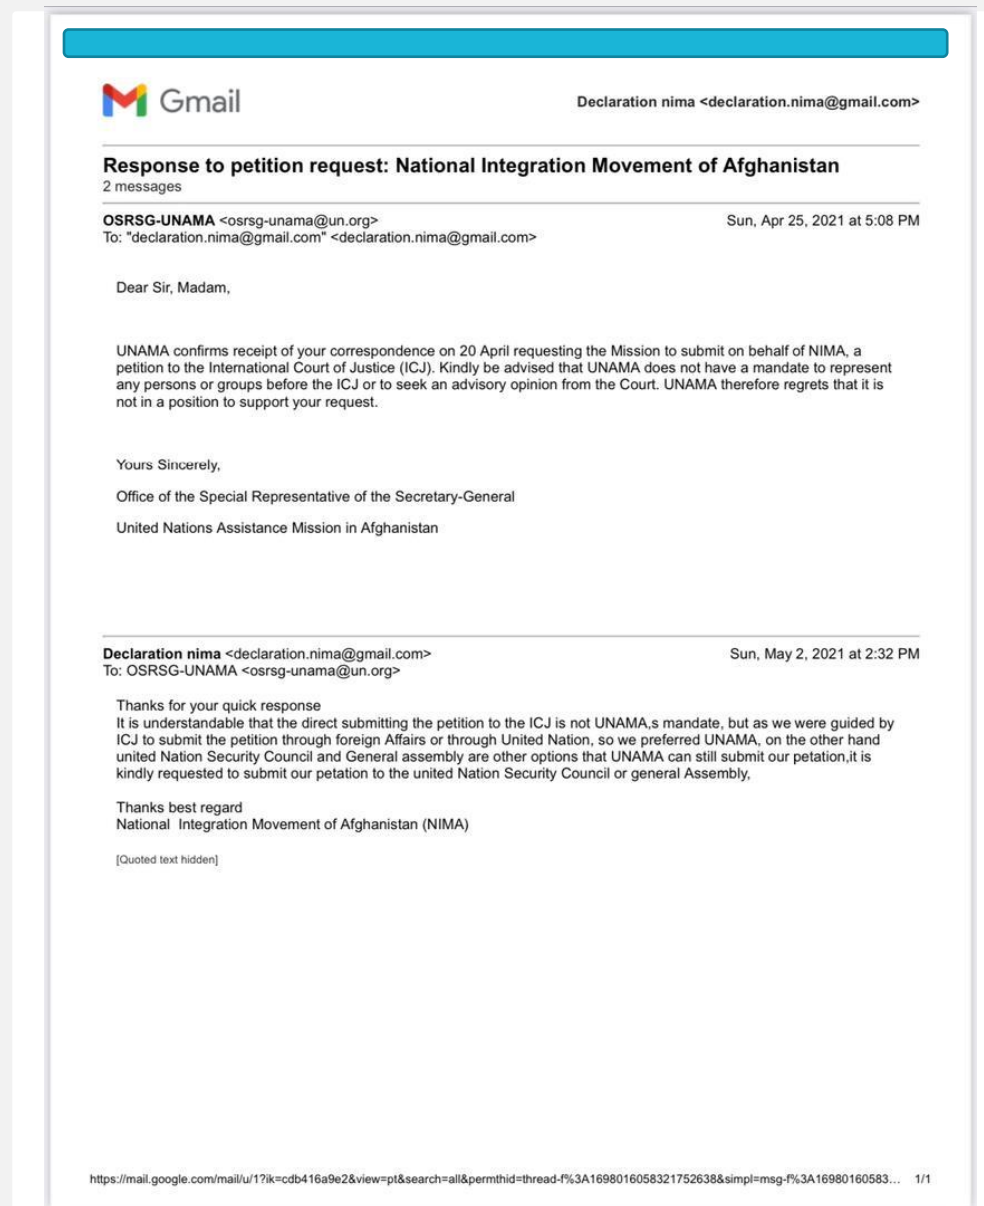 Gmail
Declaration nima <declaration.nima@gmail.com>
Response to petition request: National Integration Movement of Afghanistan
2 messages
OSRSG-UNAMA <osrsg-unama@un.org>
Sun, Apr 25, 2021 at 5:08 PM
To: "declaration.nima@gmail.com" <declaration.nima@gmail.com>
Dear Sir, Madam,
UNAMA confirms receipt of your correspondence on 20 April requesting the Mission to submit on behalf of NIMA, a
petition to the International Court of Justice (ICJ). Kindly be advised that UNAMA does not have a mandate to represent
any persons or groups before the ICJ or to seek an advisory opinion from the Court. UNAMA therefore regrets that it is
not in a position to support your request.
Yours Sincerely,
Office of the Special Representative of the Secretary-General
United Nations Assistance Mission in Afghanistan
Declaration nima <declaration.nima@gmail.com>
Sun, May 2, 2021 at 2:32 PM
To: OSRSG-UNAMA <osrsg-unama@un.org>
Thanks for your quick response
It is understandable that the direct submitting the petition to the ICJ is not UNAMA,s mandate, but as we were guided by
ICJ to submit the petition through foreign Affairs or through United Nation, so we preferred UNAMA, on the other hand
united Nation Security Council and General assembly are other options that UNAMA can still submit our petation,it is
kindly requested to submit our petation to the united Nation Security Council or general Assembly,
Thanks best regard
National Integration Movement of Afghanistan (NIMA)
[Quoted text hidden]
https://mail.google.com/mail/u/1?ik=cdb416a9e2&view=pt&search=all&permthid=thread-f%3A1698016058321752638&simpl=msg-f%3A16980160583... 1/1